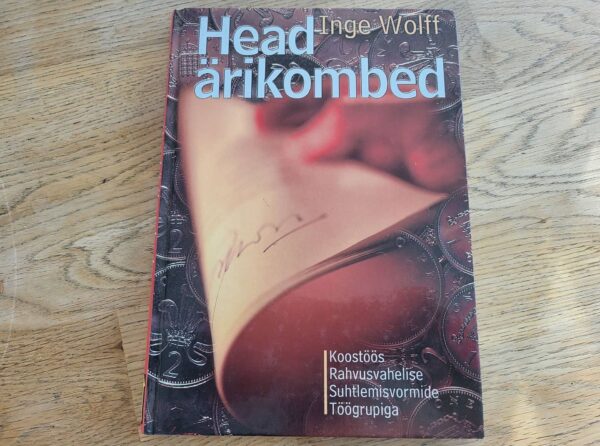 Inge Wolff
Head
ärikombed
Koostöös
Rahvusvahelise
Suhtlemisvormide
Töögrupiga